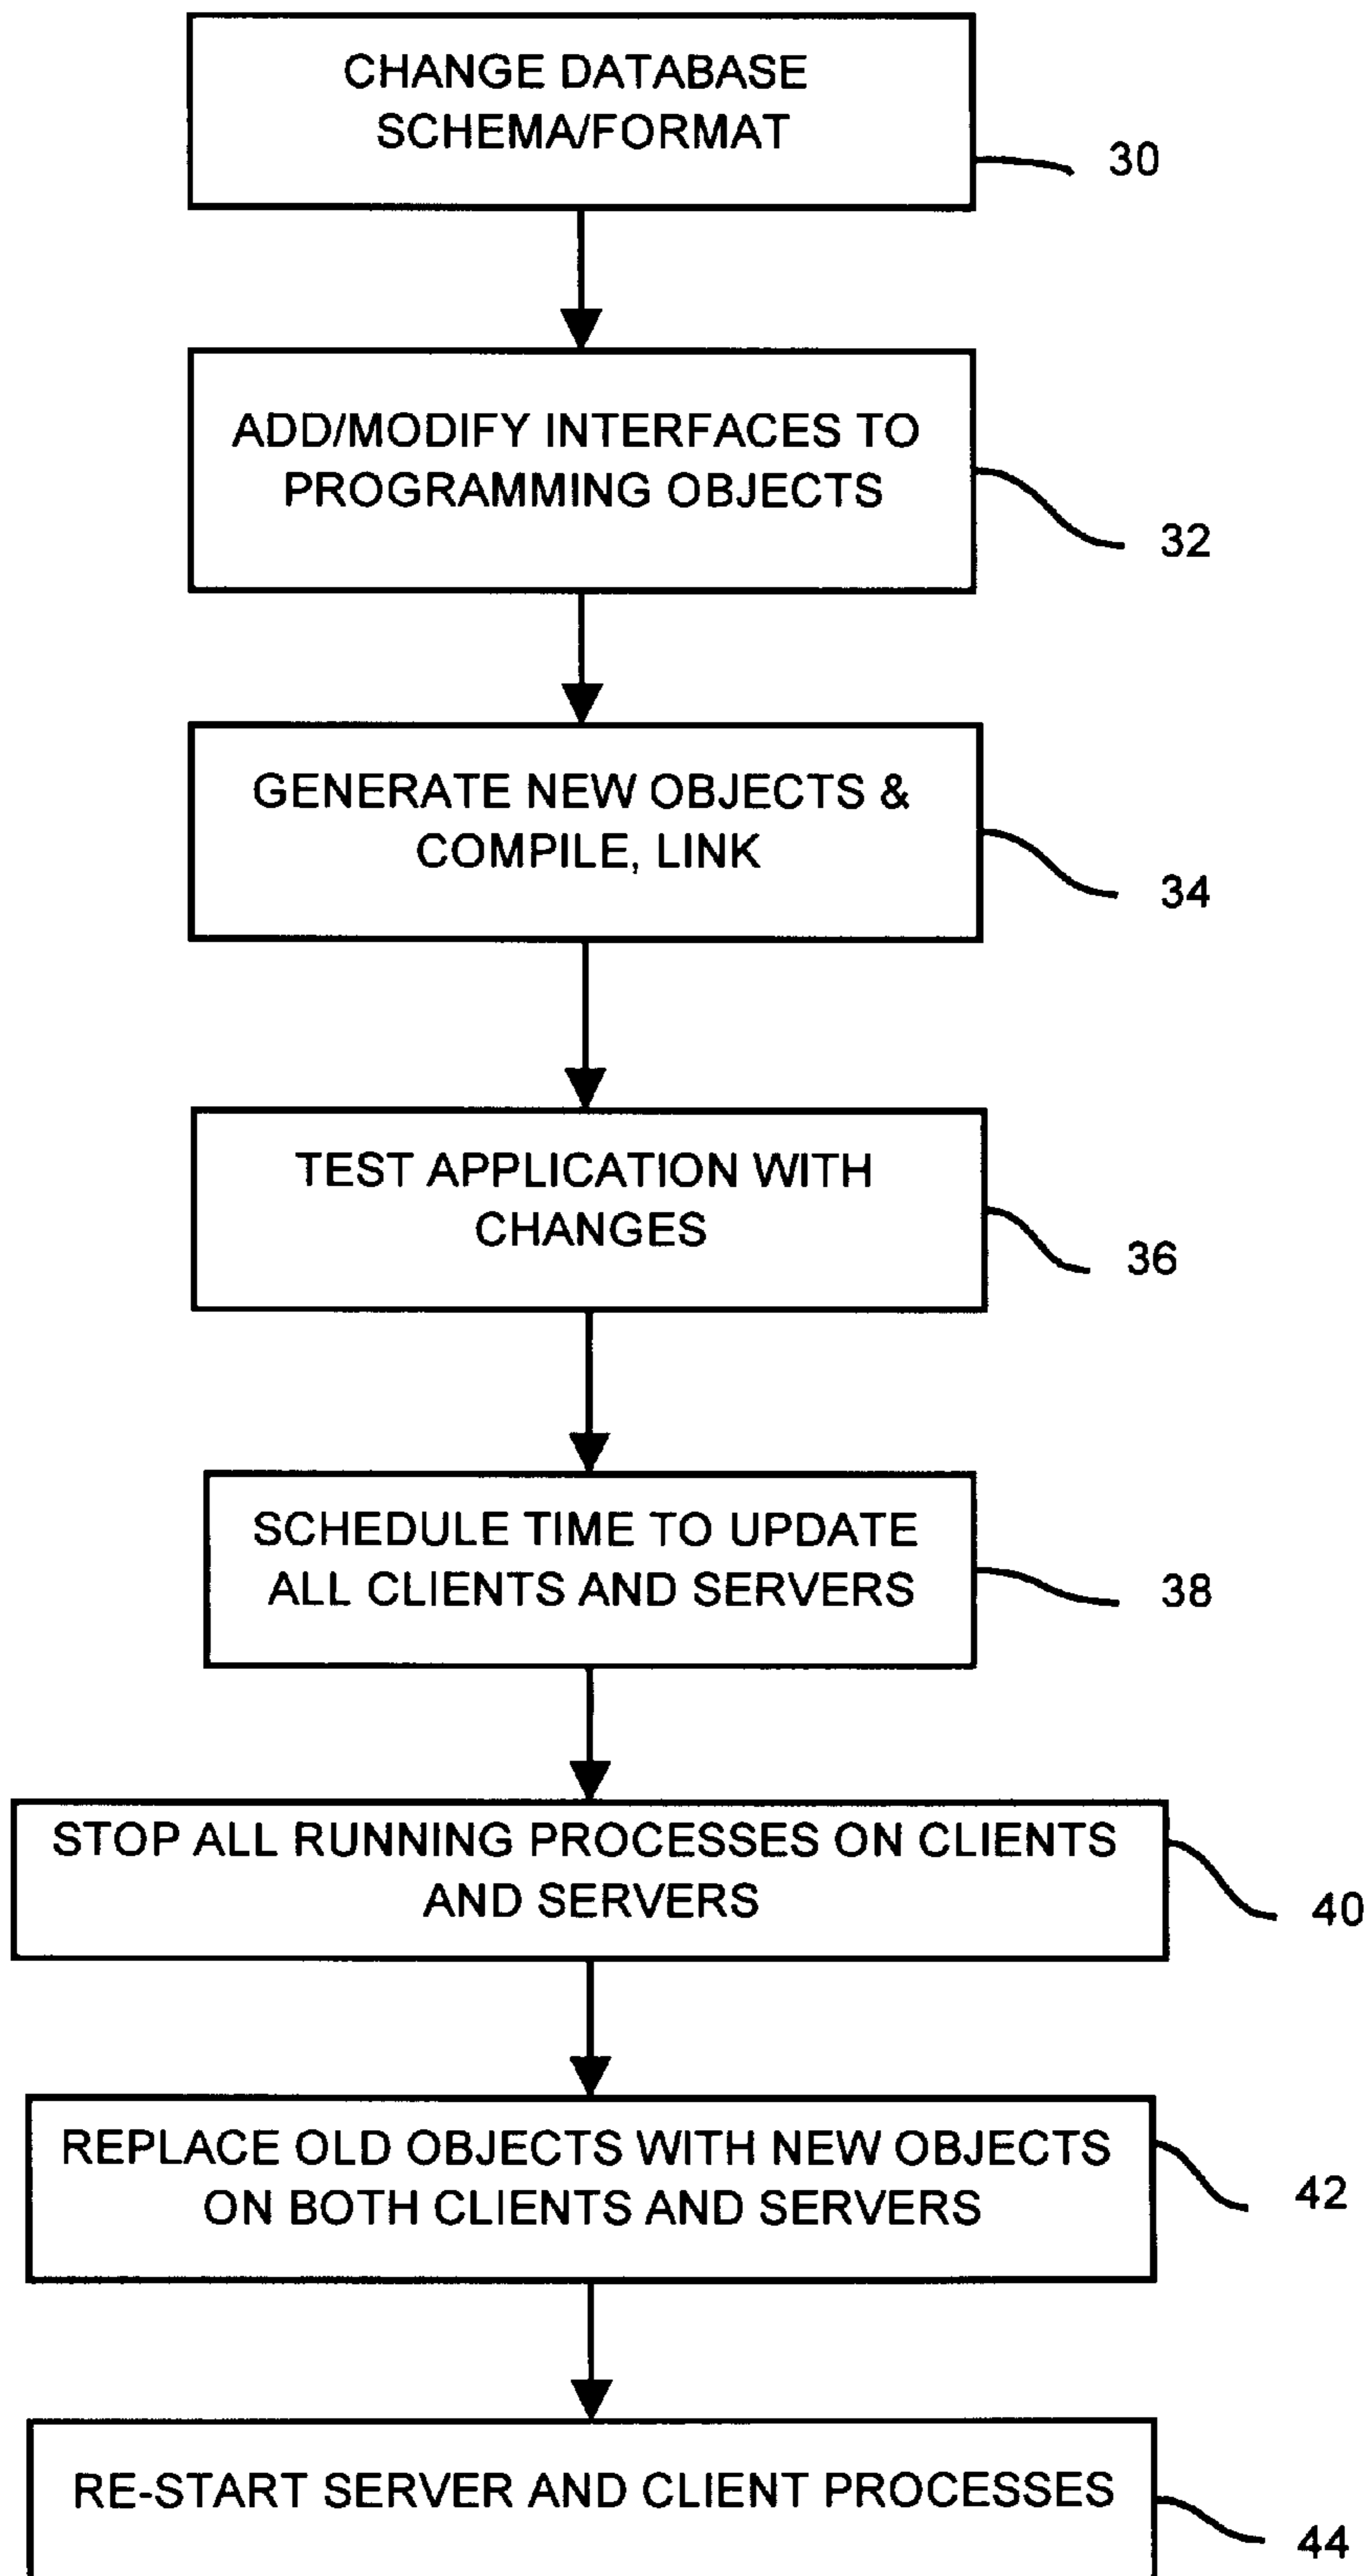 CHANGE DATABASE
SCHEMA/FORMAT
30
ADD/MODIFY INTERFACES TO
PROGRAMMING OBJECTS
32
GENERATE NEW OBJECTS &
COMPILE, LINK
34
TEST APPLICATION WITH
CHANGES
36
SCHEDULE TIME TO UPDATE
ALL CLIENTS AND SERVERS
38
STOP ALL RUNNING PROCESSES ON CLIENTS
AND SERVERS
40
REPLACE OLD OBJECTS WITH NEW OBJECTS
ON BOTH CLIENTS AND SERVERS
42
RE-START SERVER AND CLIENT PROCESSES
44